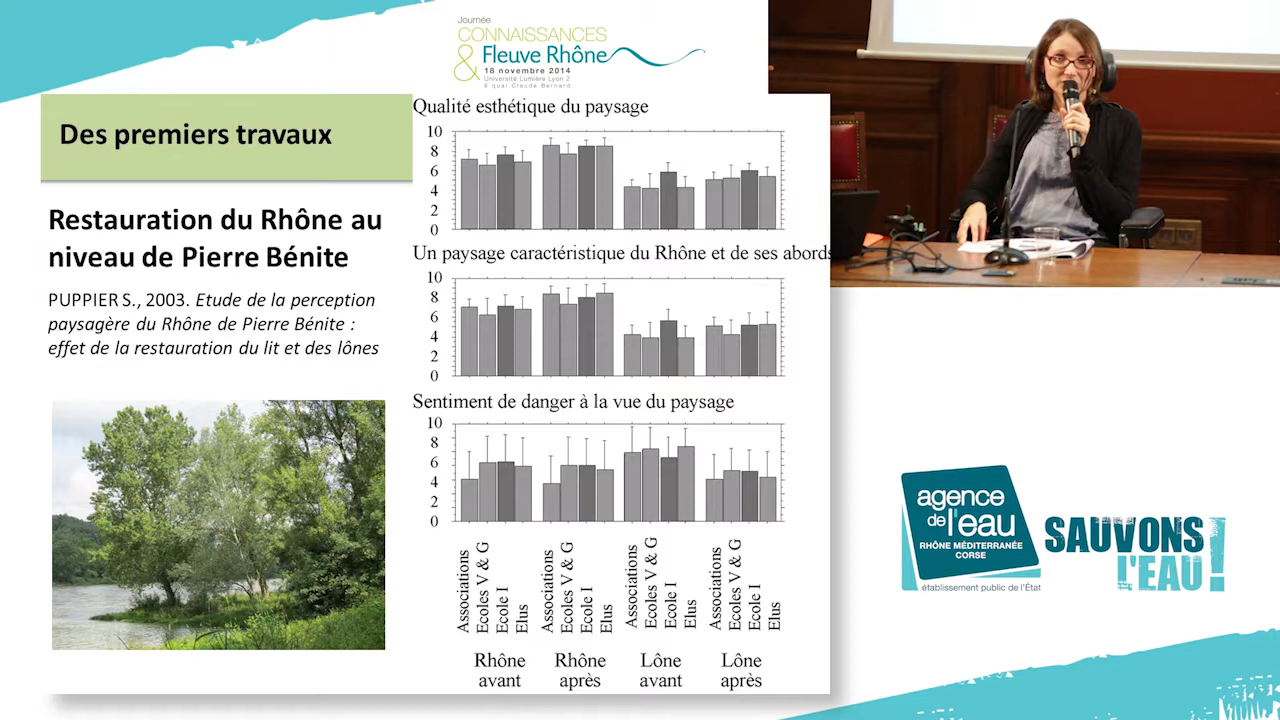 Journée
CONNAISSANCES
& Fleuve Rhône
18 novembre 2014
Université Lumière Lyon 2
6 quai Claude Bernard
Des premiers travaux
Restauration du Rhône au
niveau de Pierre Bénite
PUPPIER S., 2003. Etude de la perception
paysagère du Rhône de Pierre Bénite :
effet de la restauration du lit et des lônes
Qualité esthétique du paysage
10
8
6
4
2
0
Un paysage caractéristique du Rhône et de ses abords
10
8
6
4
2
0
Sentiment de danger à la vue du paysage
10
8
6
4
2
0
Associations
Ecoles V & G
Ecole I
Elus
Associations
Ecoles V & G
Ecole I
Elus
Associations
Ecoles V & G
Ecole I
Elus
Associations
Ecoles V & G
Ecole I
Elus
Rhône
avant
Rhône
après
Lône
avant
Lône
après
agence
de l'eau
RHÔNE MÉDITERRANÉE
CORSE
établissement public de l'État
SAUVONS
L'EAU !